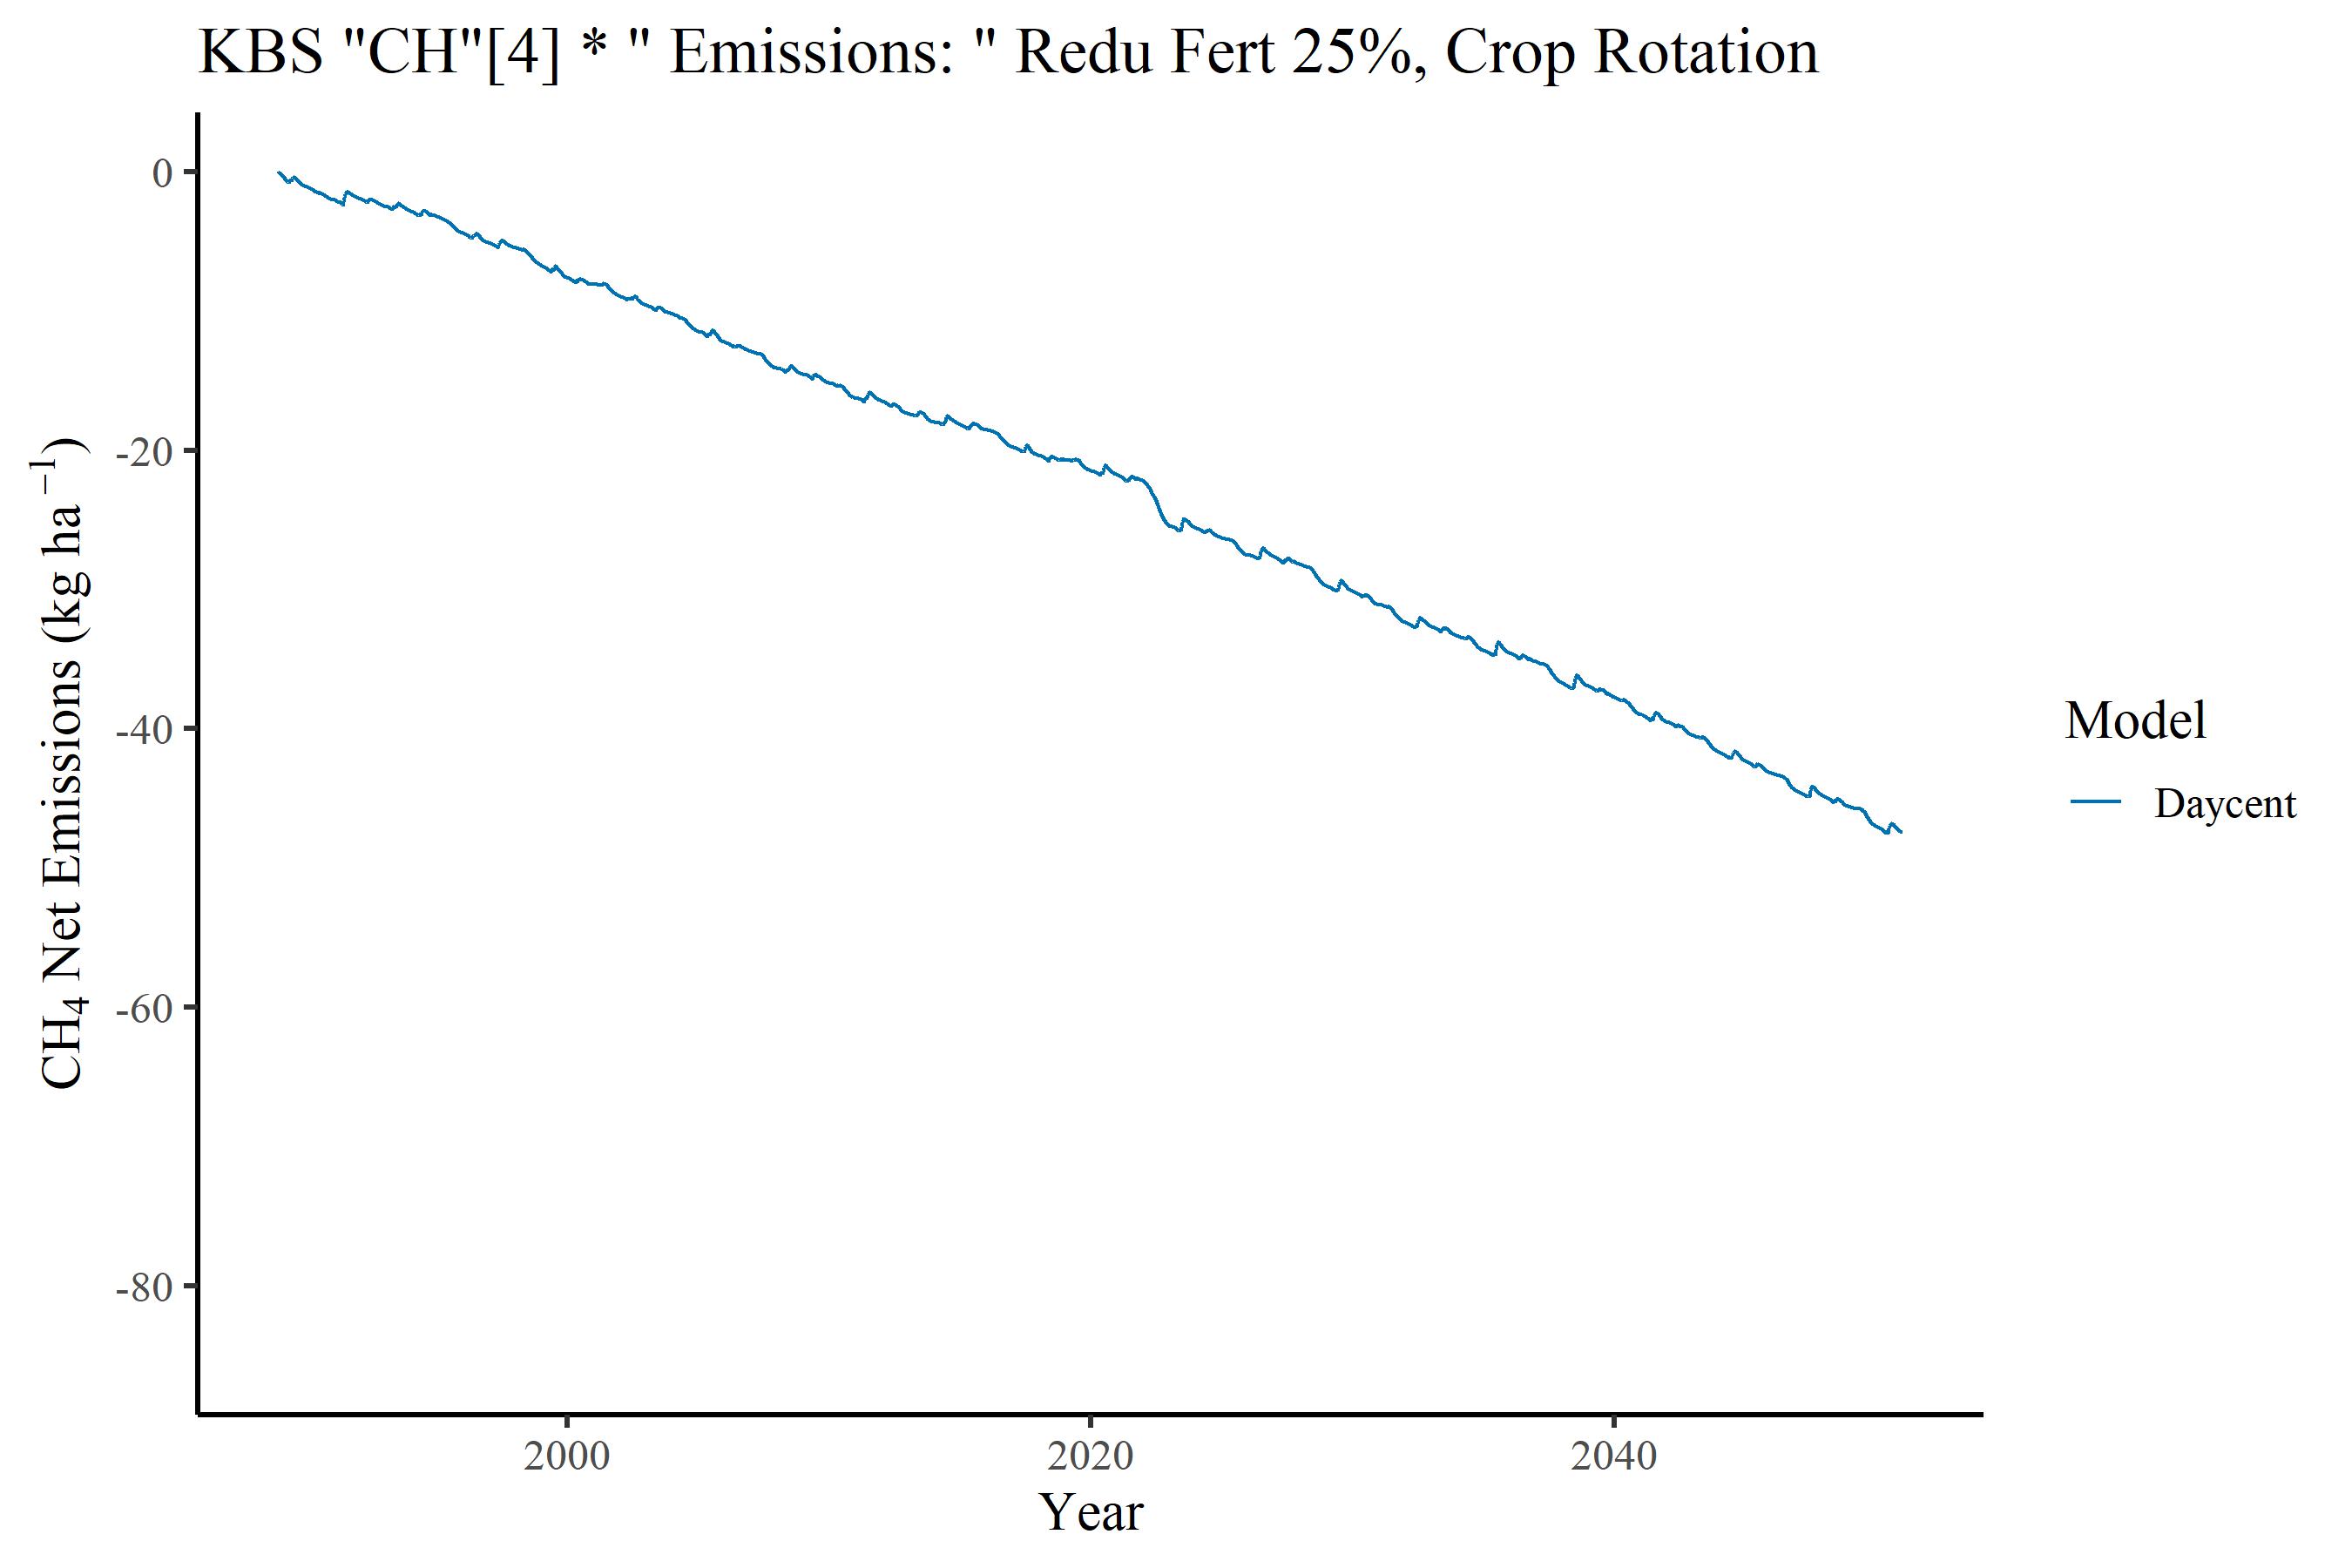 KBS "CH"[4] * " Emissions: " Redu Fert 25%, Crop Rotation
CH₄ Net Emissions (kg ha ⁻¹)
0
-20
-40
-60
-80
2000
2020
2040
Year
Model
Daycent